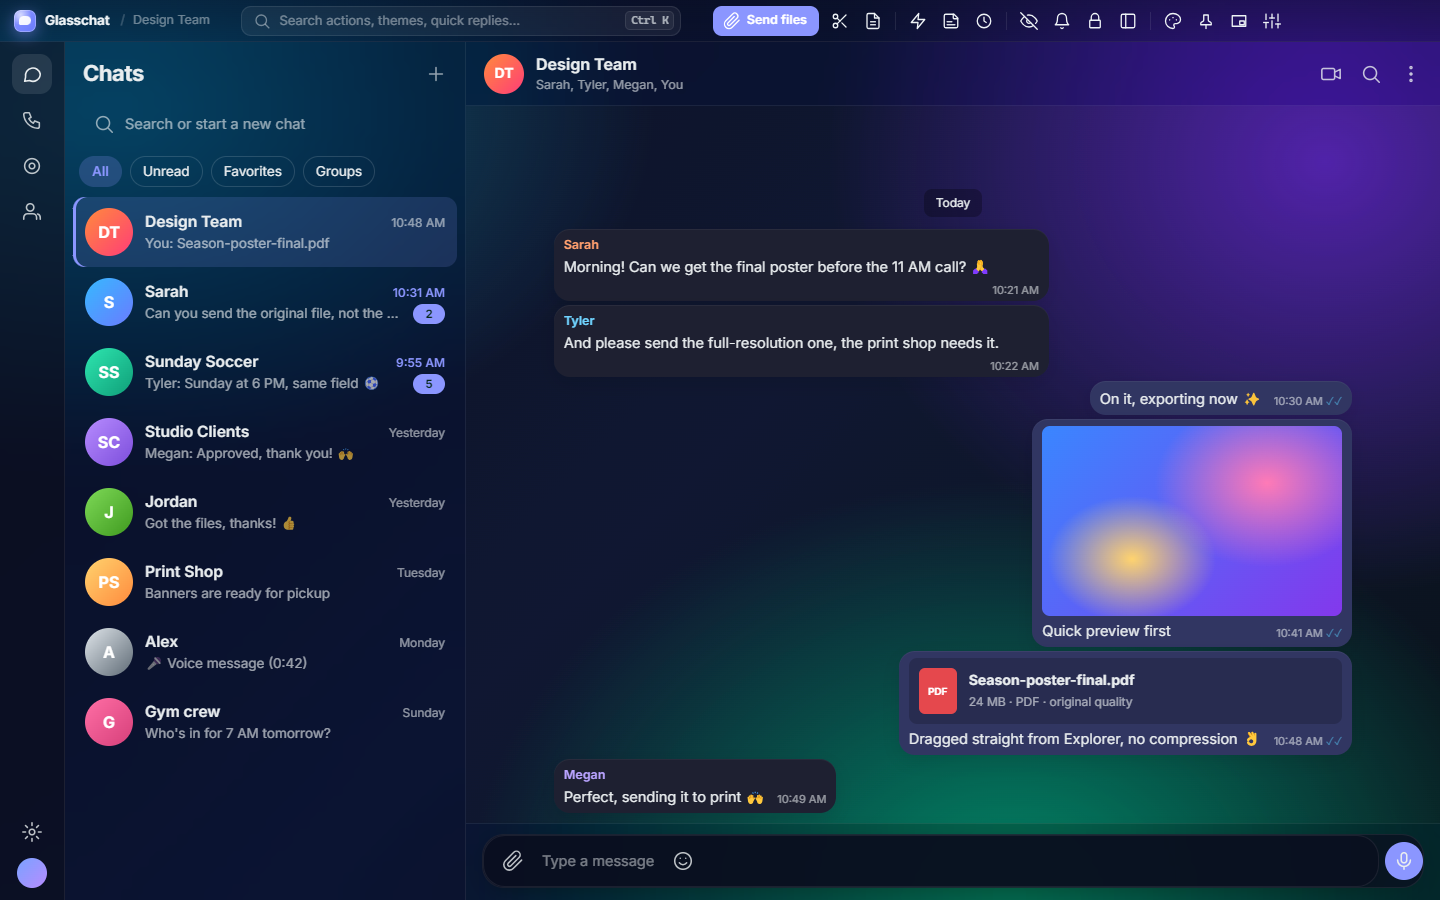 Glasschat / Design Team
Search actions, themes, quick replies...
Ctrl K
Send files
Chats
Search or start a new chat
All
Unread
Favorites
Groups
DT
Design Team
10:48 AM
You: Season-poster-final.pdf
S
Sarah
10:31 AM
Can you send the original file, not the ...
2
SS
Sunday Soccer
9:55 AM
Tyler: Sunday at 6 PM, same field ⚽
5
SC
Studio Clients
Yesterday
Megan: Approved, thank you! 🙌
J
Jordan
Yesterday
Got the files, thanks! 👍
PS
Print Shop
Tuesday
Banners are ready for pickup
A
Alex
Monday
🎤 Voice message (0:42)
G
Gym crew
Sunday
Who's in for 7 AM tomorrow?
DT
Design Team
Sarah, Tyler, Megan, You
Today
Sarah
Morning! Can we get the final poster before the 11 AM call? 🙏
10:21 AM
Tyler
And please send the full-resolution one, the print shop needs it.
10:22 AM
On it, exporting now ✨ 10:30 AM ✓✓
Quick preview first 10:41 AM ✓✓
PDF
Season-poster-final.pdf
24 MB · PDF · original quality
Dragged straight from Explorer, no compression 👌 10:48 AM ✓✓
Megan
Perfect, sending it to print 🙌 10:49 AM
Type a message